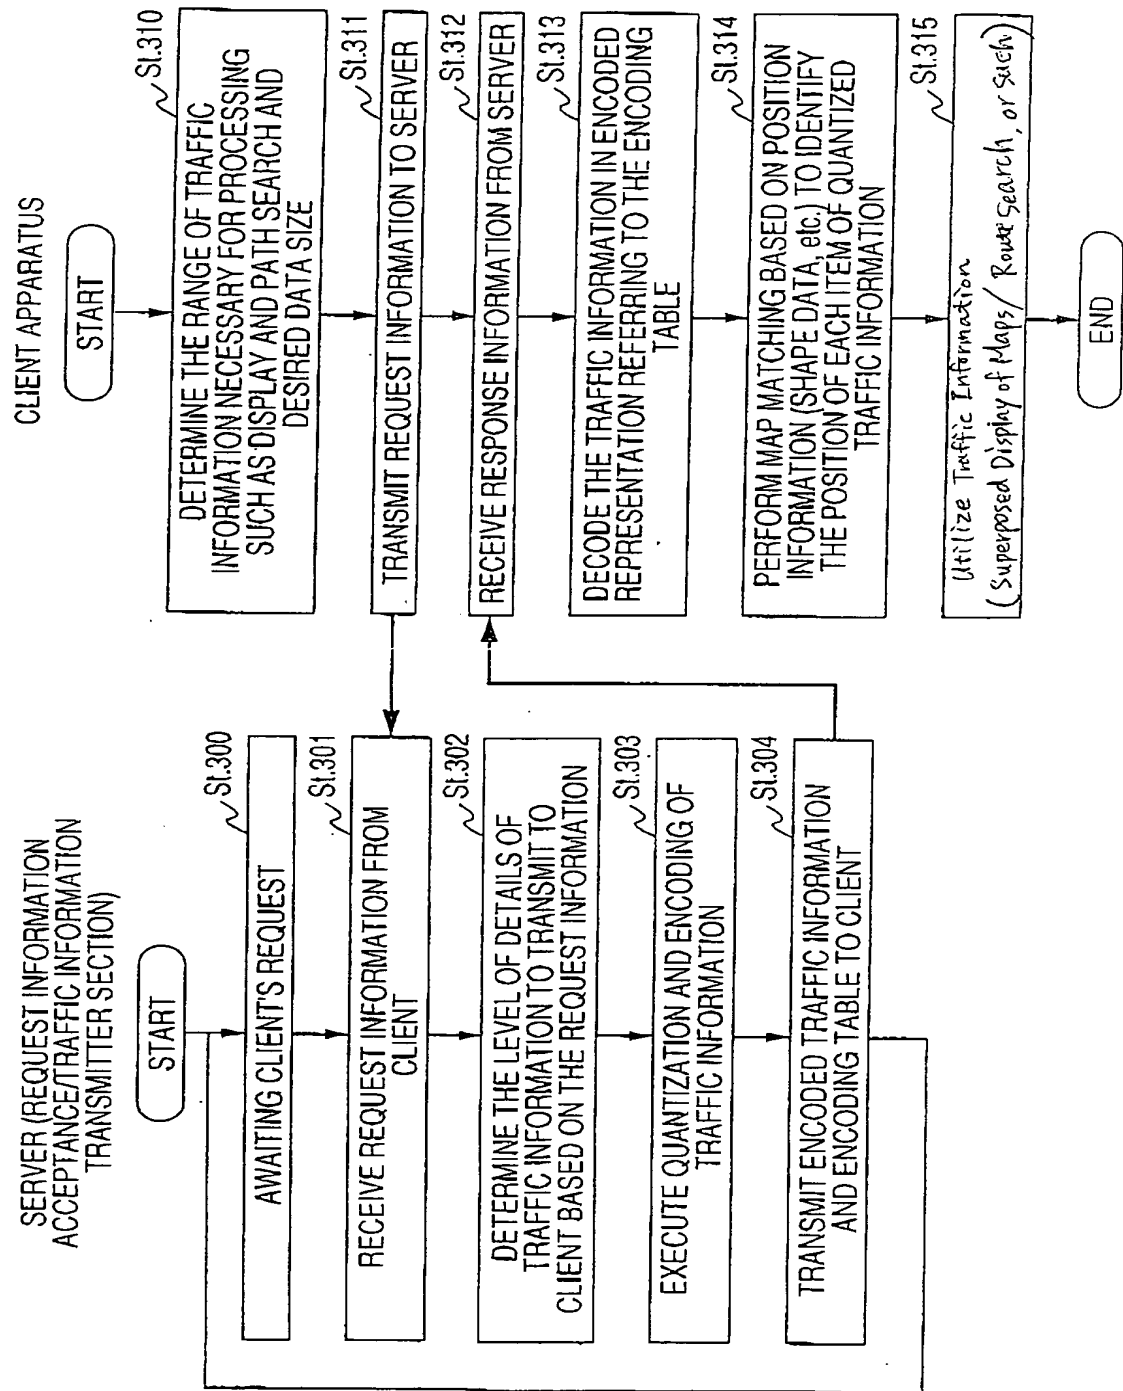 SERVER (REQUEST INFORMATION
ACCEPTANCE/TRAFFIC INFORMATION
TRANSMITTER SECTION)
START
St.300
AWAITING CLIENT'S REQUEST
St.301
RECEIVE REQUEST INFORMATION FROM
CLIENT
St.302
DETERMINE THE LEVEL OF DETAILS OF
TRAFFIC INFORMATION TO TRANSMIT TO
CLIENT BASED ON THE REQUEST INFORMATION
St.303
EXECUTE QUANTIZATION AND ENCODING OF
TRAFFIC INFORMATION
St.304
TRANSMIT ENCODED TRAFFIC INFORMATION
AND ENCODING TABLE TO CLIENT
CLIENT APPARATUS
START
St.310
DETERMINE THE RANGE OF TRAFFIC
INFORMATION NECESSARY FOR PROCESSING
SUCH AS DISPLAY AND PATH SEARCH AND
DESIRED DATA SIZE
St.311
TRANSMIT REQUEST INFORMATION TO SERVER
St.312
RECEIVE RESPONSE INFORMATION FROM SERVER
St.313
DECODE THE TRAFFIC INFORMATION IN ENCODED
REPRESENTATION REFERRING TO THE ENCODING
TABLE
St.314
PERFORM MAP MATCHING BASED ON POSITION
INFORMATION (SHAPE DATA, etc.) TO IDENTIFY
THE POSITION OF EACH ITEM OF QUANTIZED
TRAFFIC INFORMATION
St.315
Utilize Traffic Information
(Superposed Display of Maps/ Route Search, or Such)
END